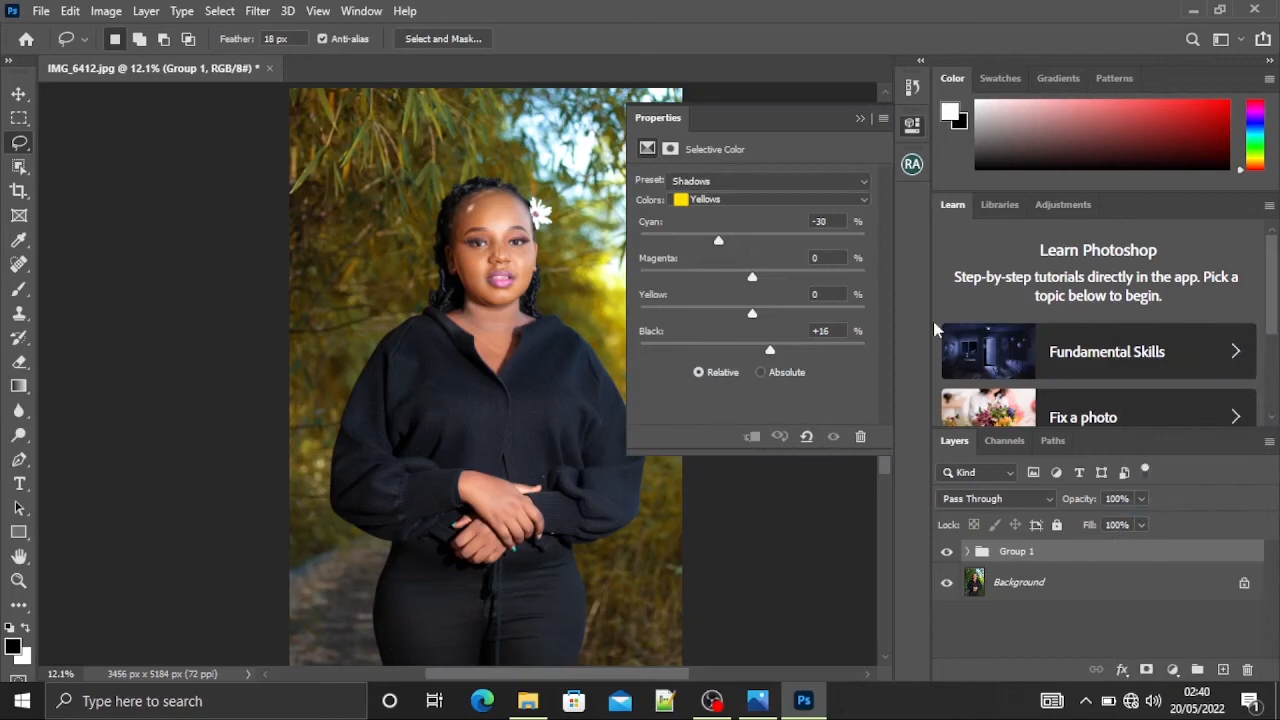 Ps File Edit Image Layer Type Select Filter 3D View Window Help
Feather: 18 px Anti-alias Select and Mask...
IMG_6412.jpg @ 12.1% (Group 1, RGB/8#) *
Color Swatches Gradients Patterns
Properties
Selective Color
Preset: Shadows
Colors: Yellows
Cyan: -30 %
Magenta: 0 %
Yellow: 0 %
Black: +16 %
Relative Absolute
RA
Learn Libraries Adjustments
Learn Photoshop
Step-by-step tutorials directly in the app. Pick a
topic below to begin.
Fundamental Skills
Fix a photo
Layers Channels Paths
Kind
Pass Through Opacity: 100%
Lock: Fill: 100%
Group 1
Background
12.1% 3456 px x 5184 px (72 ppi)
Type here to search
Ps
02:40
20/05/2022
1